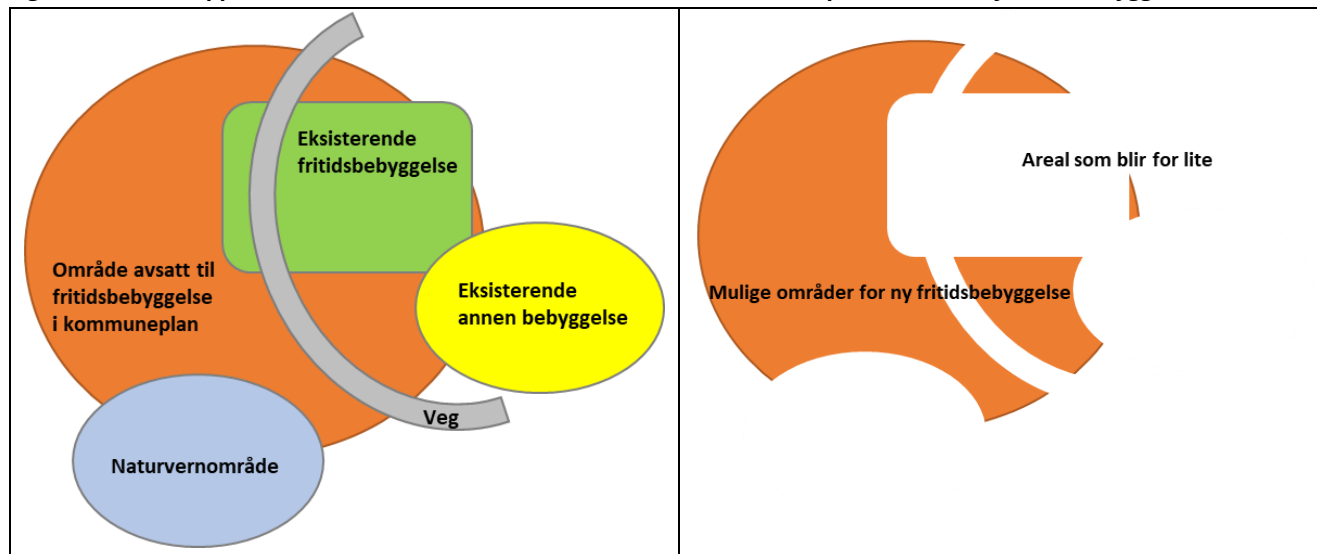 Eksisterende
fritidsbebyggelse
Område avsatt til
fritidsbebyggelse
i kommuneplan
Eksisterende
annen bebyggelse
Veg
Naturvernområde
Areal som blir for lite
Mulige områder for ny fritidsbebyggelse